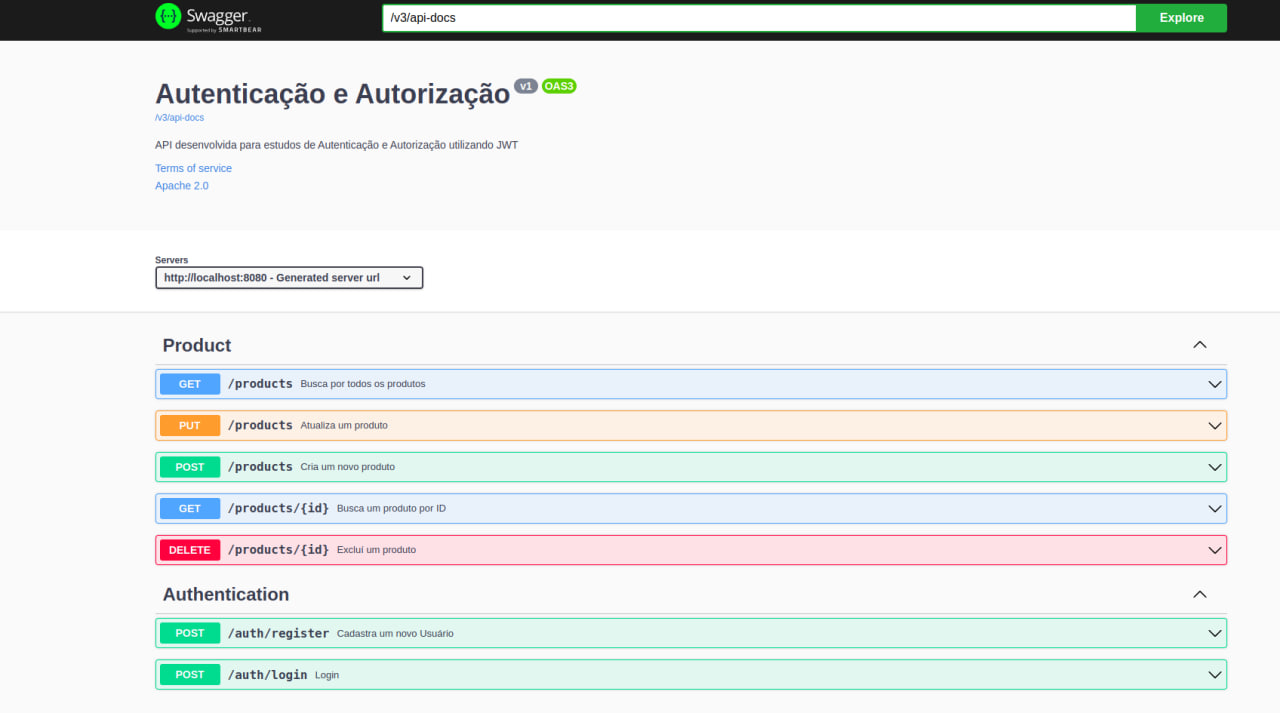 Swagger.
Supported by SMARTBEAR
/v3/api-docs
Explore
Autenticação e Autorização v1 OAS3
/v3/api-docs
API desenvolvida para estudos de Autenticação e Autorização utilizando JWT
Terms of service
Apache 2.0
Servers
http://localhost:8080 - Generated server url
Product
GET /products Busca por todos os produtos
PUT /products Atualiza um produto
POST /products Cria um novo produto
GET /products/{id} Busca um produto por ID
DELETE /products/{id} Excluí um produto
Authentication
POST /auth/register Cadastra um novo Usuário
POST /auth/login Login